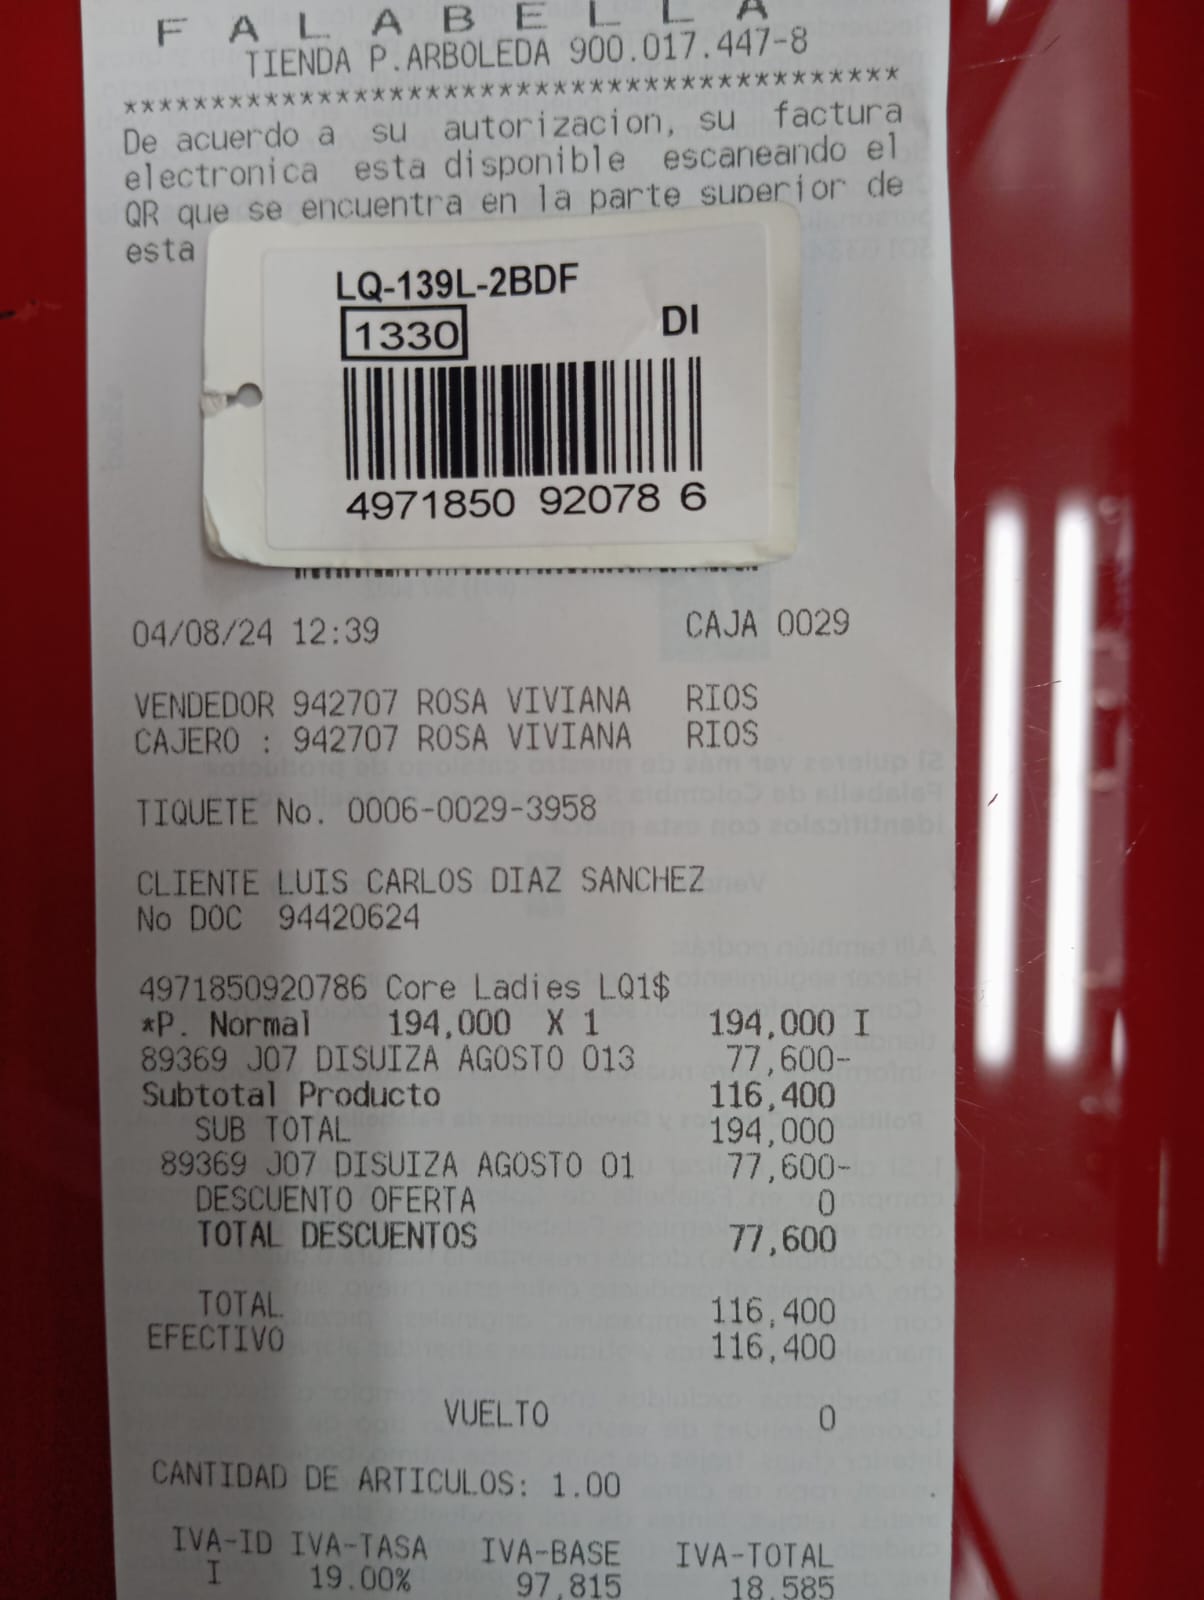 FALABELLA
TIENDA P.ARBOLEDA 900.017.447-8
****************************************
De acuerdo a su autorizacion, su factura
electronica esta disponible escaneando el
QR que se encuentra en la parte superior de
esta
LQ-139L-2BDF
1330 DI
4971850 92078 6
04/08/24 12:39 CAJA 0029
VENDEDOR 942707 ROSA VIVIANA RIOS
CAJERO : 942707 ROSA VIVIANA RIOS
TIQUETE No. 0006-0029-3958
CLIENTE LUIS CARLOS DIAZ SANCHEZ
No DOC 94420624
4971850920786 Core Ladies LQ1$
*P. Normal 194,000 X 1 194,000 I
89369 J07 DISUIZA AGOSTO 013 77,600-
Subtotal Producto 116,400
SUB TOTAL 194,000
89369 J07 DISUIZA AGOSTO 01 77,600-
DESCUENTO OFERTA 0
TOTAL DESCUENTOS 77,600
TOTAL 116,400
EFECTIVO 116,400
VUELTO 0
CANTIDAD DE ARTICULOS: 1.00
IVA-ID IVA-TASA IVA-BASE IVA-TOTAL
I 19.00% 97,815 18,585